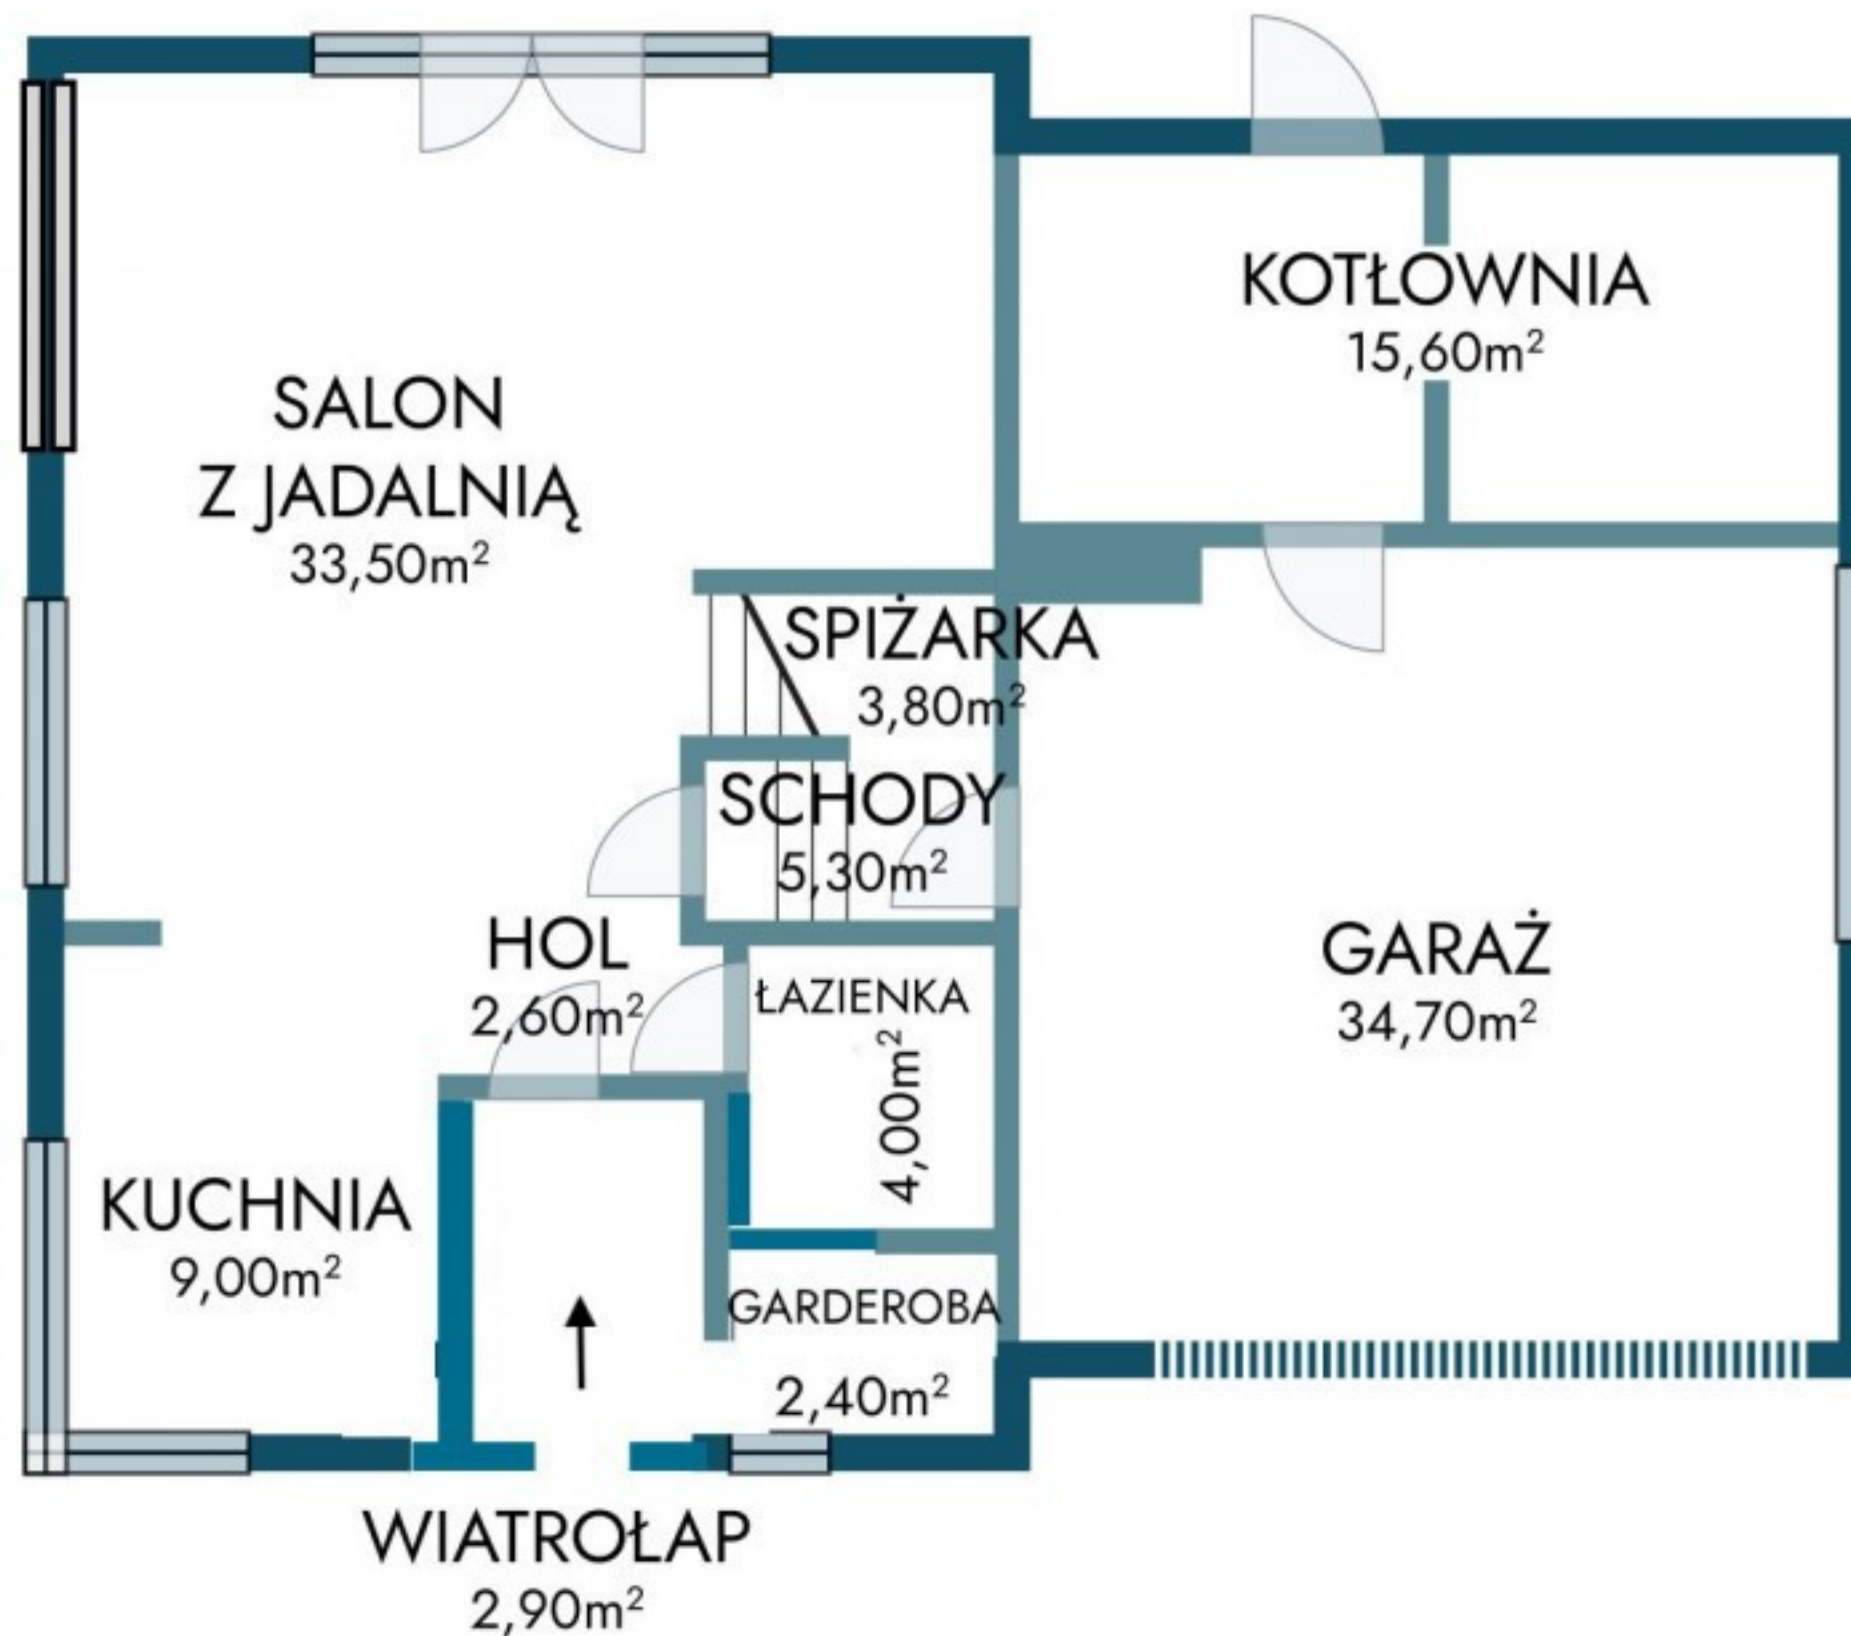 KOTŁOWNIA
15,60m²
SALON
Z JADALNIĄ
33,50m²
SPIŻARKA
3,80m²
SCHODY
5,30m²
HOL
2,60m²
ŁAZIENKA
4,00m²
GARAŻ
34,70m²
KUCHNIA
9,00m²
GARDEROBA
2,40m²
WIATROŁAP
2,90m²